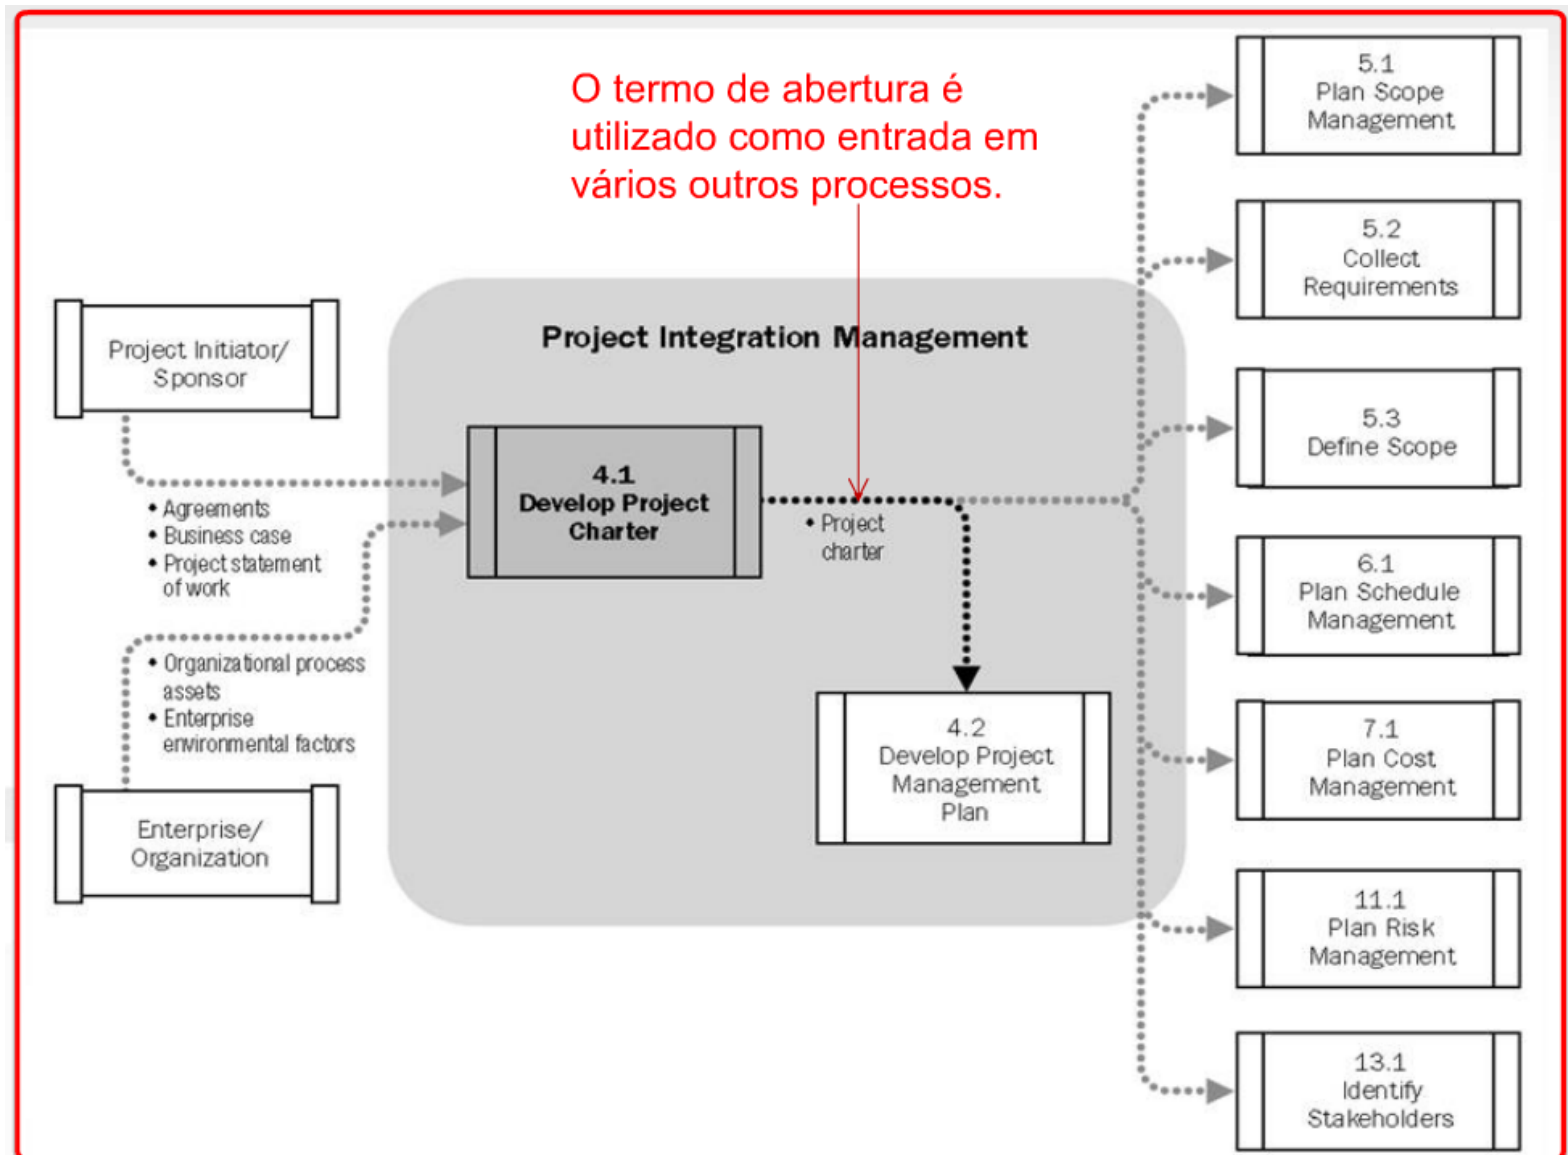 O termo de abertura é
utilizado como entrada em
vários outros processos.
Project Integration Management
Project Initiator/
Sponsor
• Agreements
• Business case
• Project statement
of work
• Organizational process
assets
• Enterprise
environmental factors
Enterprise/
Organization
4.1
Develop Project
Charter
• Project
charter
4.2
Develop Project
Management
Plan
5.1
Plan Scope
Management
5.2
Collect
Requirements
5.3
Define Scope
6.1
Plan Schedule
Management
7.1
Plan Cost
Management
11.1
Plan Risk
Management
13.1
Identify
Stakeholders